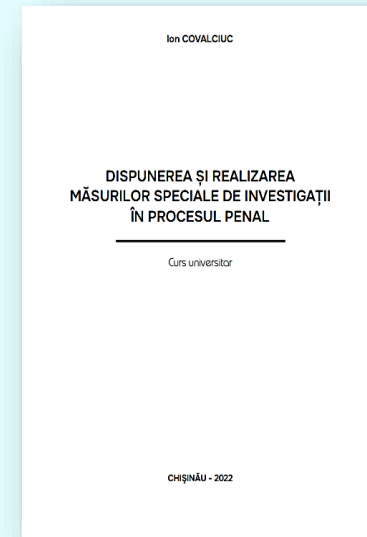 Ion COVALCIUC
DISPUNEREA ȘI REALIZAREA
MĂSURILOR SPECIALE DE INVESTIGAȚII
ÎN PROCESUL PENAL
Curs universitar
CHIȘINĂU - 2022